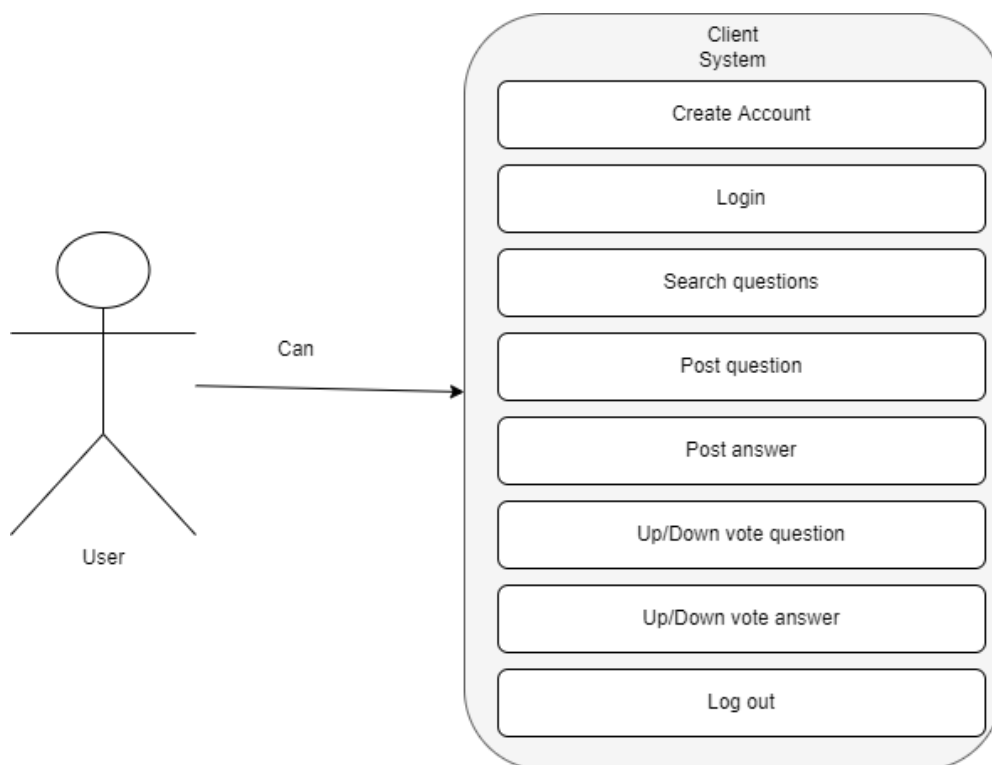 Client
System
Create Account
Login
Search questions
Post question
Can
Post answer
Up/Down vote question
User
Up/Down vote answer
Log out